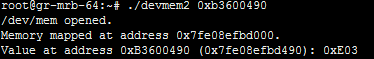 root@gr-mrb-64:~# ./devmem2 0xb3600490
/dev/mem opened.
Memory mapped at address 0x7fe08efbd000.
Value at address 0xB3600490 (0x7fe08efbd490): 0xE03